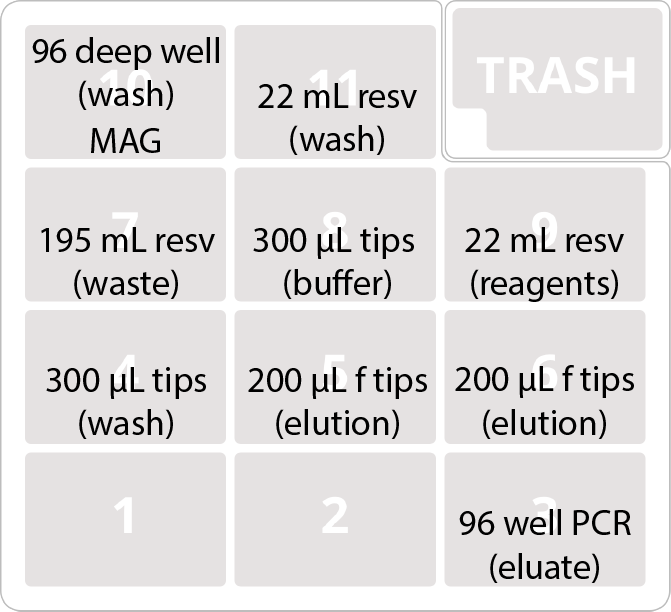 10
96 deep well
(wash)
MAG
11
22 mL resv
(wash)
TRASH
7
195 mL resv
(waste)
8
300 µL tips
(buffer)
9
22 mL resv
(reagents)
4
300 µL tips
(wash)
5
200 µL f tips
(elution)
6
200 µL f tips
(elution)
1
2
3
96 well PCR
(eluate)